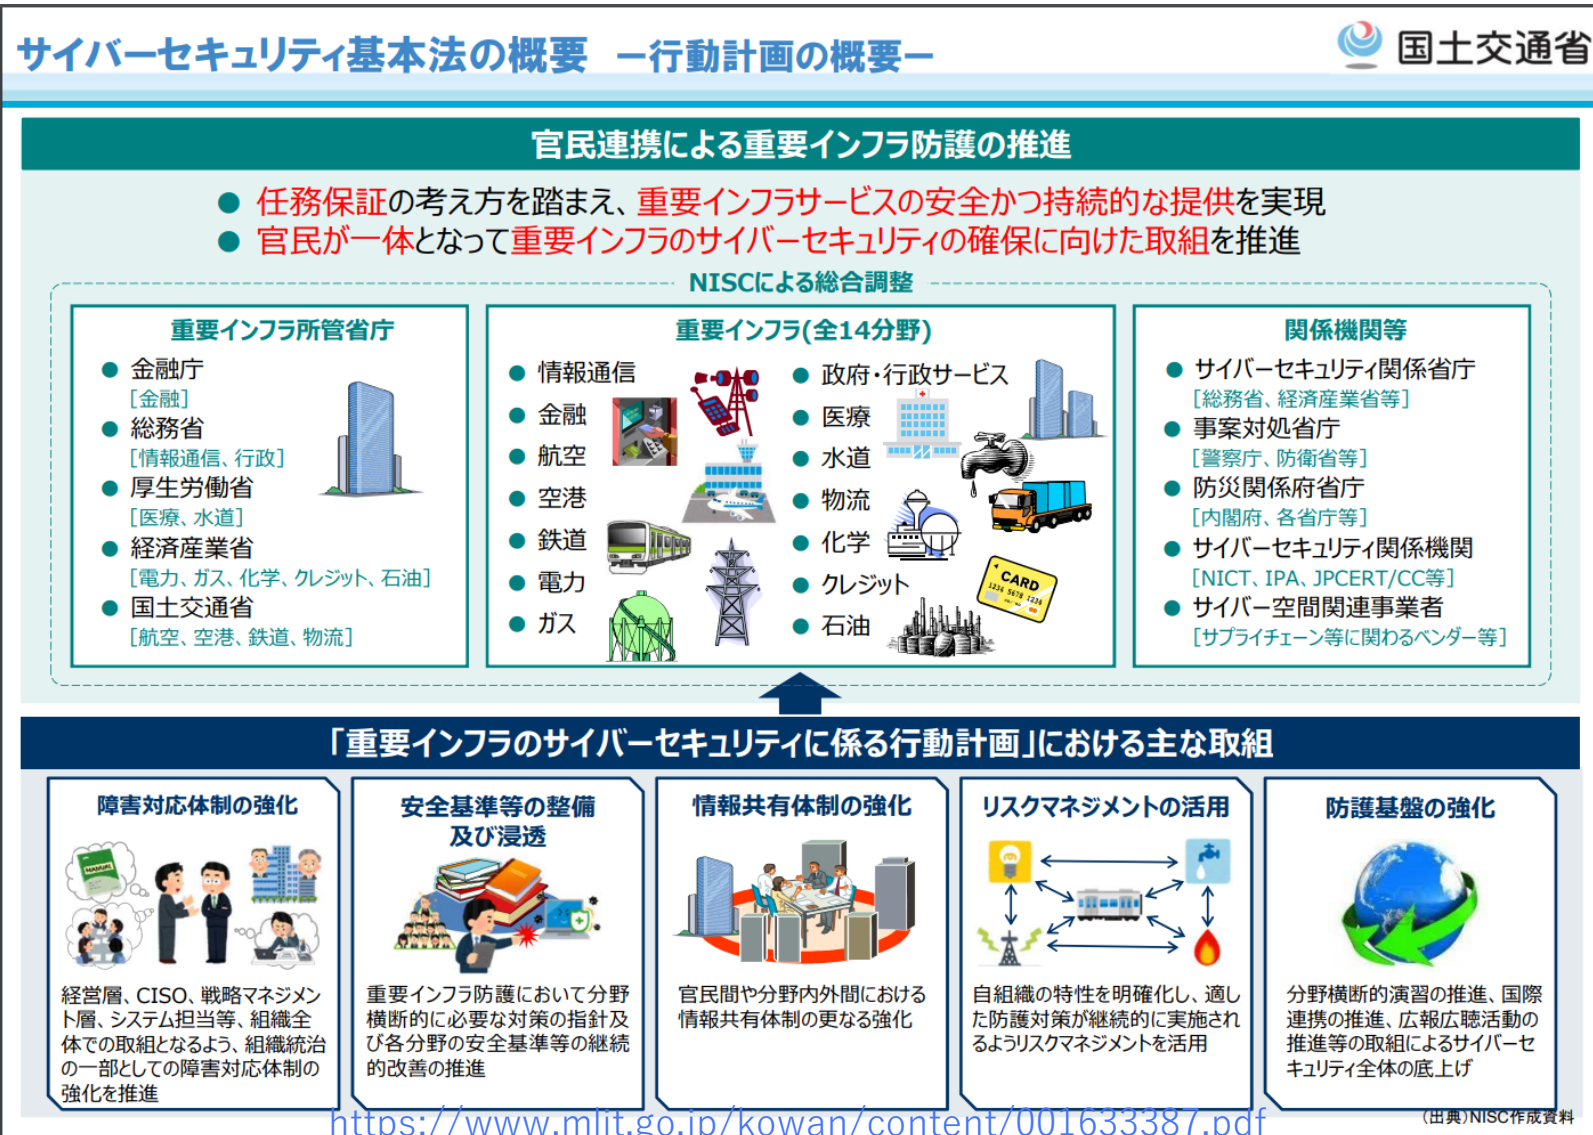 サイバーセキュリティ基本法の概要 ー行動計画の概要ー
国土交通省
官民連携による重要インフラ防護の推進
● 任務保証の考え方を踏まえ、重要インフラサービスの安全かつ持続的な提供を実現
● 官民が一体となって重要インフラのサイバーセキュリティの確保に向けた取組を推進
NISCによる総合調整
重要インフラ所管省庁
● 金融庁
[金融]
● 総務省
[情報通信、行政]
● 厚生労働省
[医療、水道]
● 経済産業省
[電力、ガス、化学、クレジット、石油]
● 国土交通省
[航空、空港、鉄道、物流]
重要インフラ(全14分野)
● 情報通信
● 金融
● 航空
● 空港
● 鉄道
● 電力
● ガス
● 政府・行政サービス
● 医療
● 水道
● 物流
● 化学
● クレジット
● 石油
CARD
1234 5678 1234
関係機関等
● サイバーセキュリティ関係省庁
[総務省、経済産業省等]
● 事案対処省庁
[警察庁、防衛省等]
● 防災関係府省庁
[内閣府、各省庁等]
● サイバーセキュリティ関係機関
[NICT、IPA、JPCERT/CC等]
● サイバー空間関連事業者
[サプライチェーン等に関わるベンダー等]
「重要インフラのサイバーセキュリティに係る行動計画」における主な取組
障害対応体制の強化
MANUAL
経営層、CISO、戦略マネジメン
ト層、システム担当等、組織全
体での取組となるよう、組織統治
の一部としての障害対応体制の
強化を推進
安全基準等の整備
及び浸透
重要インフラ防護において分野
横断的に必要な対策の指針及
び各分野の安全基準等の継続
的改善の推進
情報共有体制の強化
官民間や分野内外間における
情報共有体制の更なる強化
リスクマネジメントの活用
自組織の特性を明確化し、適し
た防護対策が継続的に実施され
るようリスクマネジメントを活用
防護基盤の強化
分野横断的演習の推進、国際
連携の推進、広報広聴活動の
推進等の取組によるサイバーセ
キュリティ全体の底上げ
https://www.mlit.go.jp/kowan/content/001633387.pdf
（出典）NISC作成資料